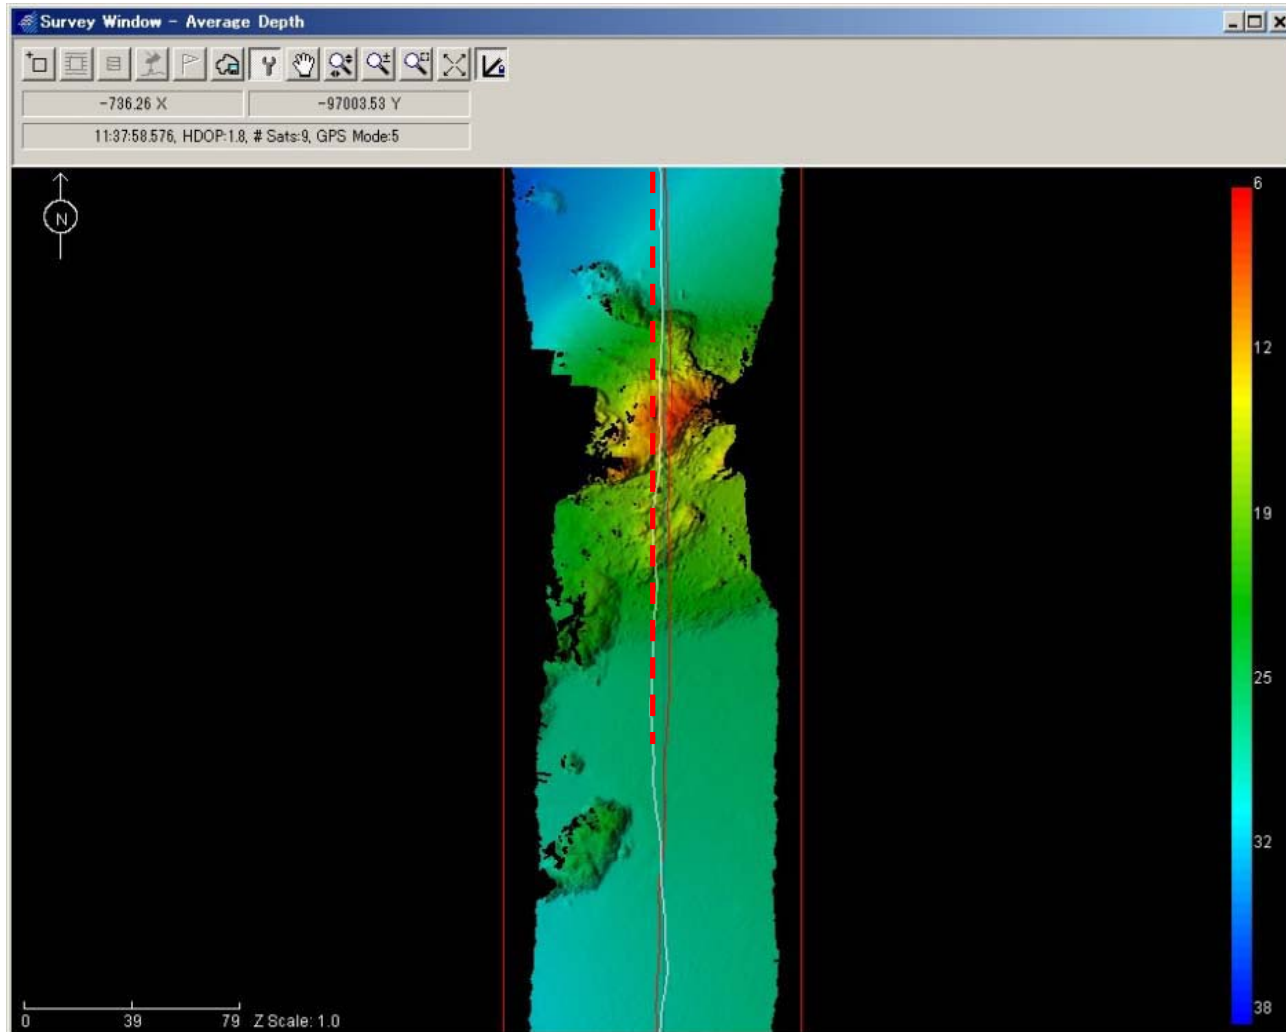 Survey Window - Average Depth
-736.26 X
-97003.53 Y
11:37:58.576, HDOP:1.8, # Sats:9, GPS Mode:5
N
6
12
19
25
32
38
0 39 79 Z Scale: 1.0